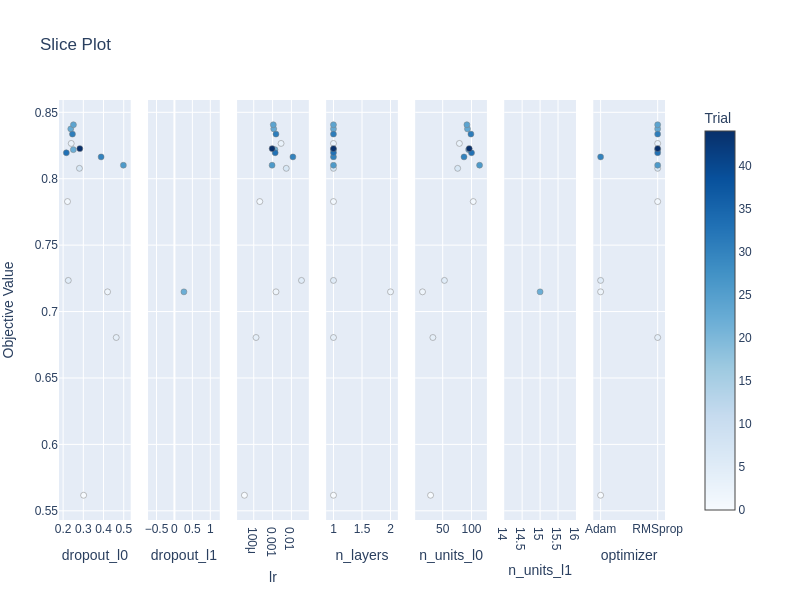 Slice Plot
Trial
Objective Value
0.85
0.8
0.75
0.7
0.65
0.6
0.55
0.2 0.3 0.4 0.5
−0.5 0 0.5 1
100μ 0.001 0.01
1 1.5 2
50 100
14 14.5 15 15.5 16
Adam RMSprop
dropout_l0
dropout_l1
lr
n_layers
n_units_l0
n_units_l1
optimizer
40
35
30
25
20
15
10
5
0